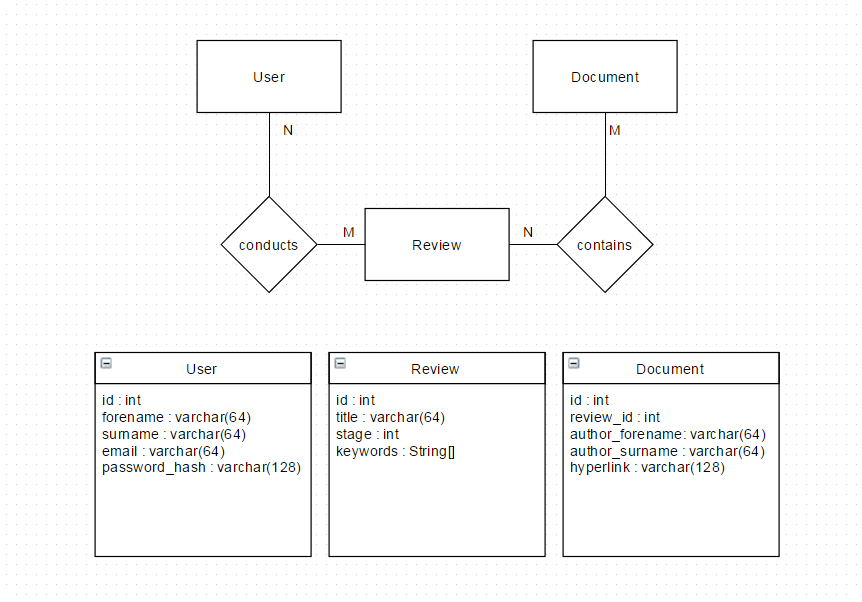 User
Document
N
M
conducts
M
Review
N
contains
User
id : int
forename : varchar(64)
surname : varchar(64)
email : varchar(64)
password_hash : varchar(128)
Review
id : int
title : varchar(64)
stage : int
keywords : String[]
Document
id : int
review_id : int
author_forename: varchar(64)
author_surname : varchar(64)
hyperlink : varchar(128)